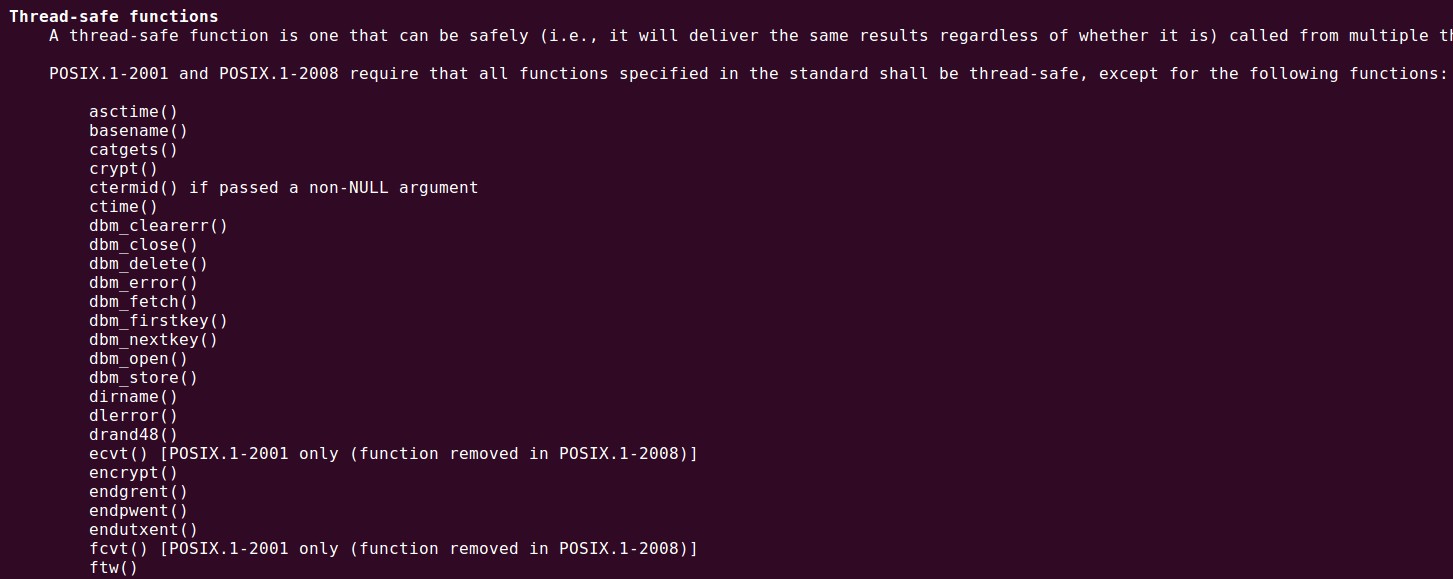 Thread-safe functions
A thread-safe function is one that can be safely (i.e., it will deliver the same results regardless of whether it is) called from multiple
POSIX.1-2001 and POSIX.1-2008 require that all functions specified in the standard shall be thread-safe, except for the following functions:
asctime()
basename()
catgets()
crypt()
ctermid() if passed a non-NULL argument
ctime()
dbm_clearerr()
dbm_close()
dbm_delete()
dbm_error()
dbm_fetch()
dbm_firstkey()
dbm_nextkey()
dbm_open()
dbm_store()
dirname()
dlerror()
drand48()
ecvt() [POSIX.1-2001 only (function removed in POSIX.1-2008)]
encrypt()
endgrent()
endpwent()
endutxent()
fcvt() [POSIX.1-2001 only (function removed in POSIX.1-2008)]
ftw()